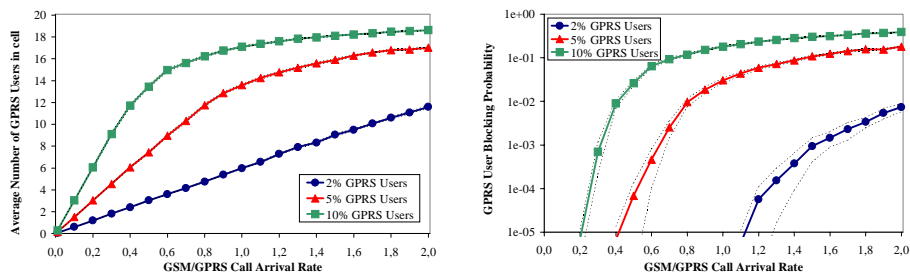 Average Number of GPRS Users in cell
20
18
16
14
12
10
8
6
4
2
0
0,0 0,2 0,4 0,6 0,8 1,0 1,2 1,4 1,6 1,8 2,0
GSM/GPRS Call Arrival Rate
2% GPRS Users
5% GPRS Users
10% GPRS Users
GPRS User Blocking Probability
1e+00
1e-01
1e-02
1e-03
1e-04
1e-05
0,0 0,2 0,4 0,6 0,8 1,0 1,2 1,4 1,6 1,8 2,0
GSM/GPRS Call Arrival Rate
2% GPRS Users
5% GPRS Users
10% GPRS Users